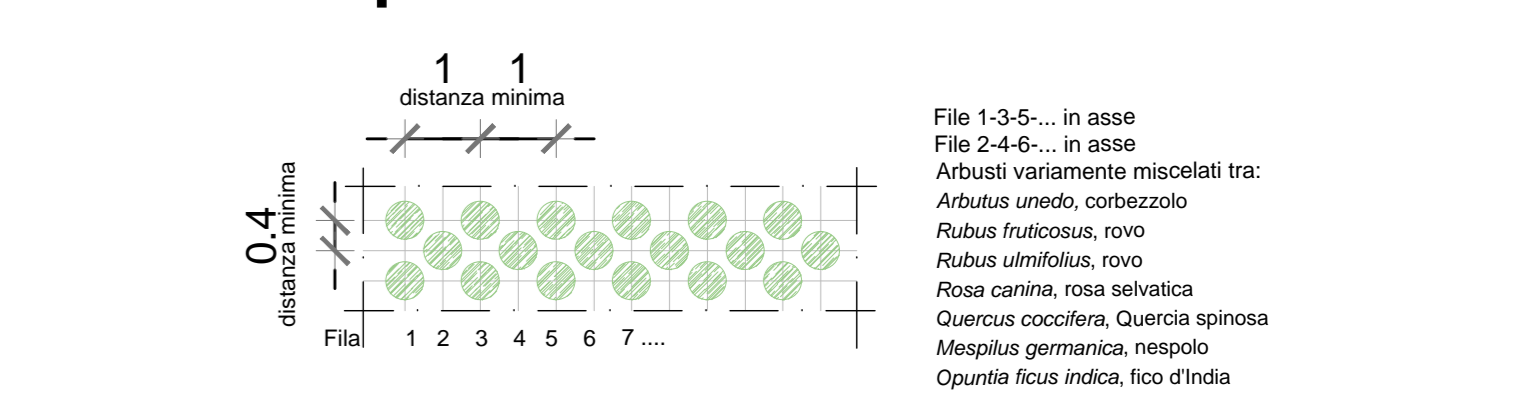 1 1
distanza minima
0.4
distanza minima
Fila 1 2 3 4 5 6 7 ....
File 1-3-5-... in asse
File 2-4-6-... in asse
Arbusti variamente miscelati tra:
Arbutus unedo, corbezzolo
Rubus fruticosus, rovo
Rubus ulmifolius, rovo
Rosa canina, rosa selvatica
Quercus coccifera, Quercia spinosa
Mespilus germanica, nespolo
Opuntia ficus indica, fico d'India